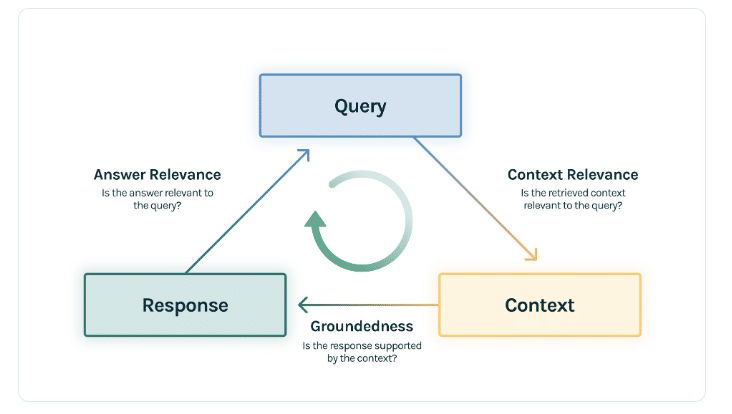 Query
Answer Relevance
Is the answer relevant to
the query?
Context Relevance
Is the retrieved context
relevant to the query?
Response
Context
Groundedness
Is the response supported
by the context?